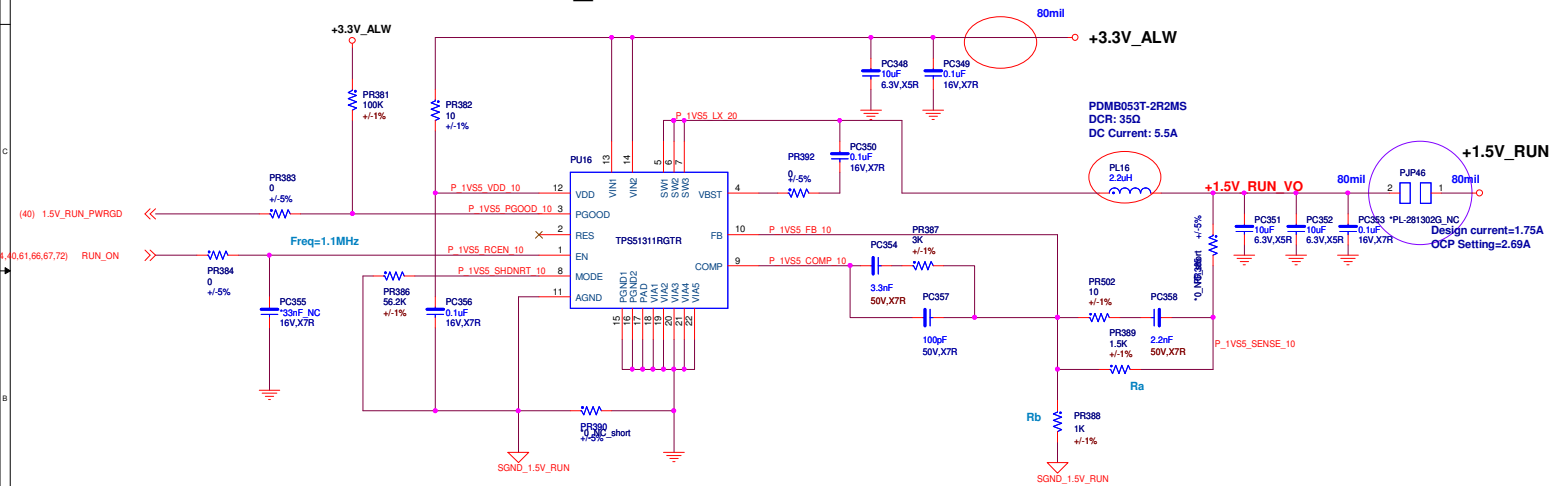 80mil
+3.3V_ALW
+3.3V_ALW
PC348
10uF
6.3V,X5R
PC349
0.1uF
16V,X7R
PR381
100K
+/-1%
PR382
10
+/-1%
P_1VS5_LX_20
PDMB053T-2R2MS
DCR: 35Ω
DC Current: 5.5A
C
PC350
0.1uF
16V,X7R
PR392
0
+/-5%
+1.5V_RUN
PU16
13
14
5
6
7
VIN1
VIN2
SW1
SW2
SW3
PL16
2.2uH
PJP46
PR383
0
+/-5%
P_1VS5_VDD_10
12
VDD
VBST
4
+1.5V_RUN_VO
80mil
2
1
80mil
(40) 1.5V_RUN_PWRGD
P_1VS5_PGOOD_10
3
PGOOD
*PL-281302G_NC
Design current=1.75A
OCP Setting=2.69A
PC351
10uF
6.3V,X5R
PC352
10uF
6.3V,X5R
PC353
0.1uF
16V,X7R
+/-5%
2
RES
TPS51311RGTR
FB
10
P_1VS5_FB_10
Freq=1.1MHz
4,40,61,66,67,72) RUN_ON
P_1VS5_RCEN_10
1
EN
PR384
0
+/-5%
P_1VS5_SHDNRT_10
8
MODE
COMP
9
P_1VS5_COMP_10
PC354
3.3nF
50V,X7R
PR387
3K
+/-1%
PR386
56.2K
+/-1%
11
AGND
PGND1
PGND2
PAD
VIA1
VIA2
VIA3
VIA4
VIA5
15
16
17
18
19
20
21
22
PC355
*33nF_NC
16V,X7R
PC356
0.1uF
16V,X7R
PC357
100pF
50V,X7R
PR502
10
+/-1%
PC358
2.2nF
50V,X7R
PR389
1.5K
+/-1%
P_1VS5_SENSE_10
Ra
B
PR390
+/-5%
Rb
PR388
1K
+/-1%
SGND_1.5V_RUN
SGND_1.5V_RUN